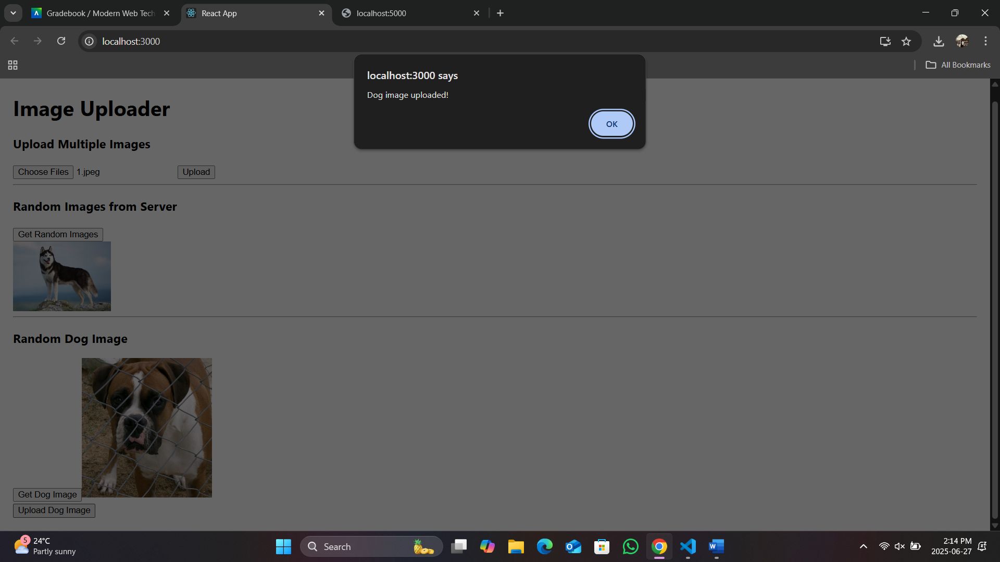 Gradebook / Modern Web Tech
React App
localhost:5000
localhost:3000
All Bookmarks
localhost:3000 says
Dog image uploaded!
OK
Image Uploader
Upload Multiple Images
Choose Files 1.jpeg Upload
Random Images from Server
Get Random Images
Random Dog Image
Get Dog Image
Upload Dog Image
5
24°C
Partly sunny
Search
2:14 PM
2025-06-27